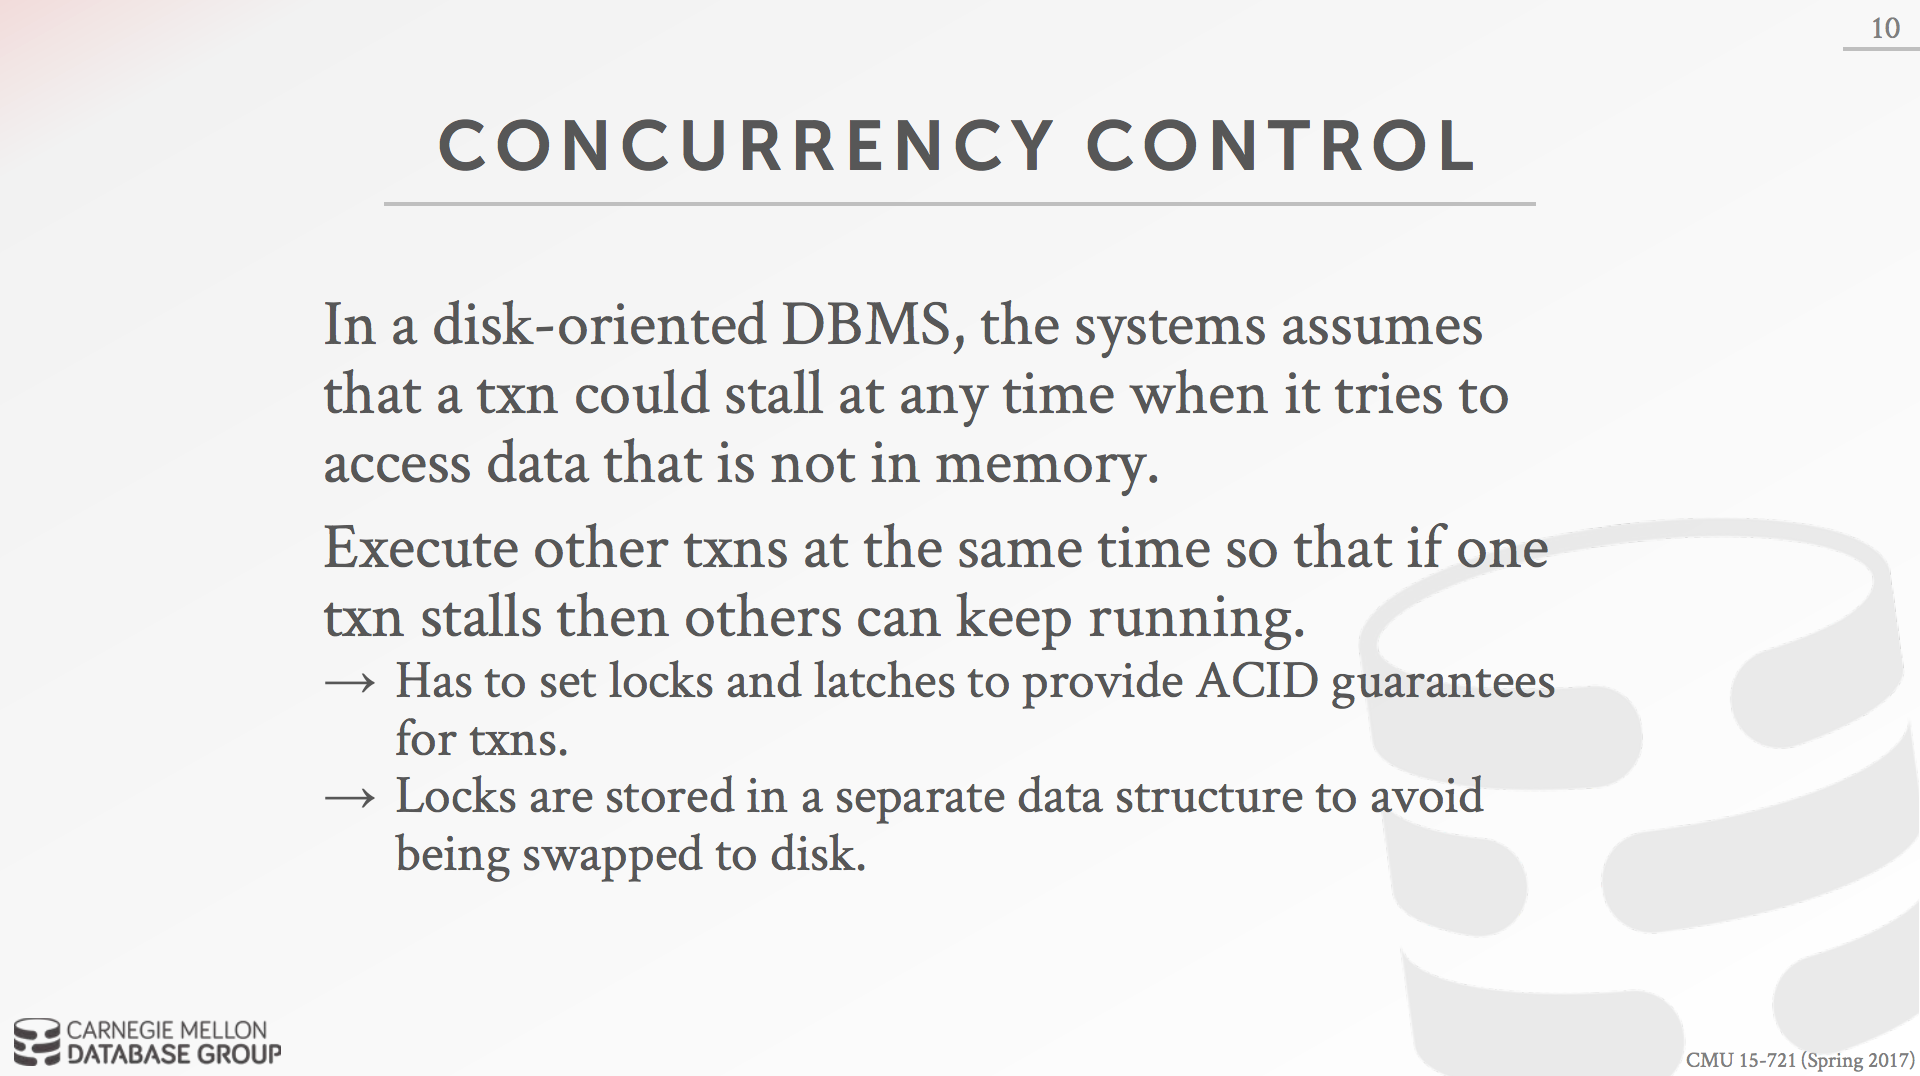 10
CONCURRENCY CONTROL
In a disk-oriented DBMS, the systems assumes
that a txn could stall at any time when it tries to
access data that is not in memory.
Execute other txns at the same time so that if one
txn stalls then others can keep running.
→ Has to set locks and latches to provide ACID guarantees
for txns.
→ Locks are stored in a separate data structure to avoid
being swapped to disk.
CARNEGIE MELLON
DATABASE GROUP
CMU 15-721 (Spring 2017)